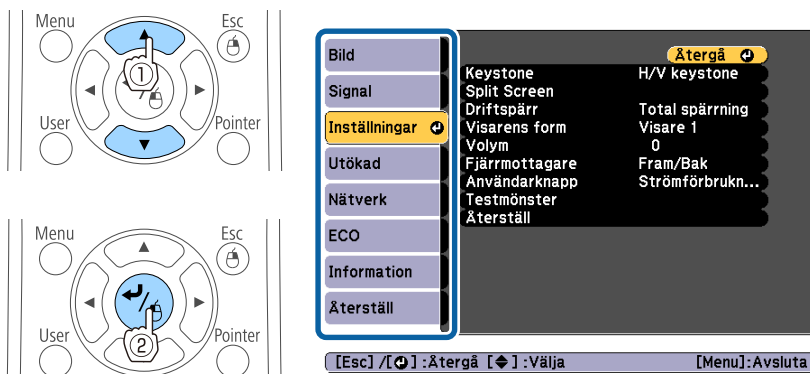 Menu
Esc
1
User
Pointer
Menu
Esc
User
Pointer
2
Bild
Signal
Inställningar
Utökad
Nätverk
ECO
Information
Återställ
Återgå
Keystone H/V keystone
Split Screen
Driftspärr Total spärrning
Visarens form Visare 1
Volym 0
Fjärrmottagare Fram/Bak
Användarknapp Strömförbrukn...
Testmönster
Återställ
[Esc] /[ ] :Återgå [ ] :Välja [Menu]:Avsluta